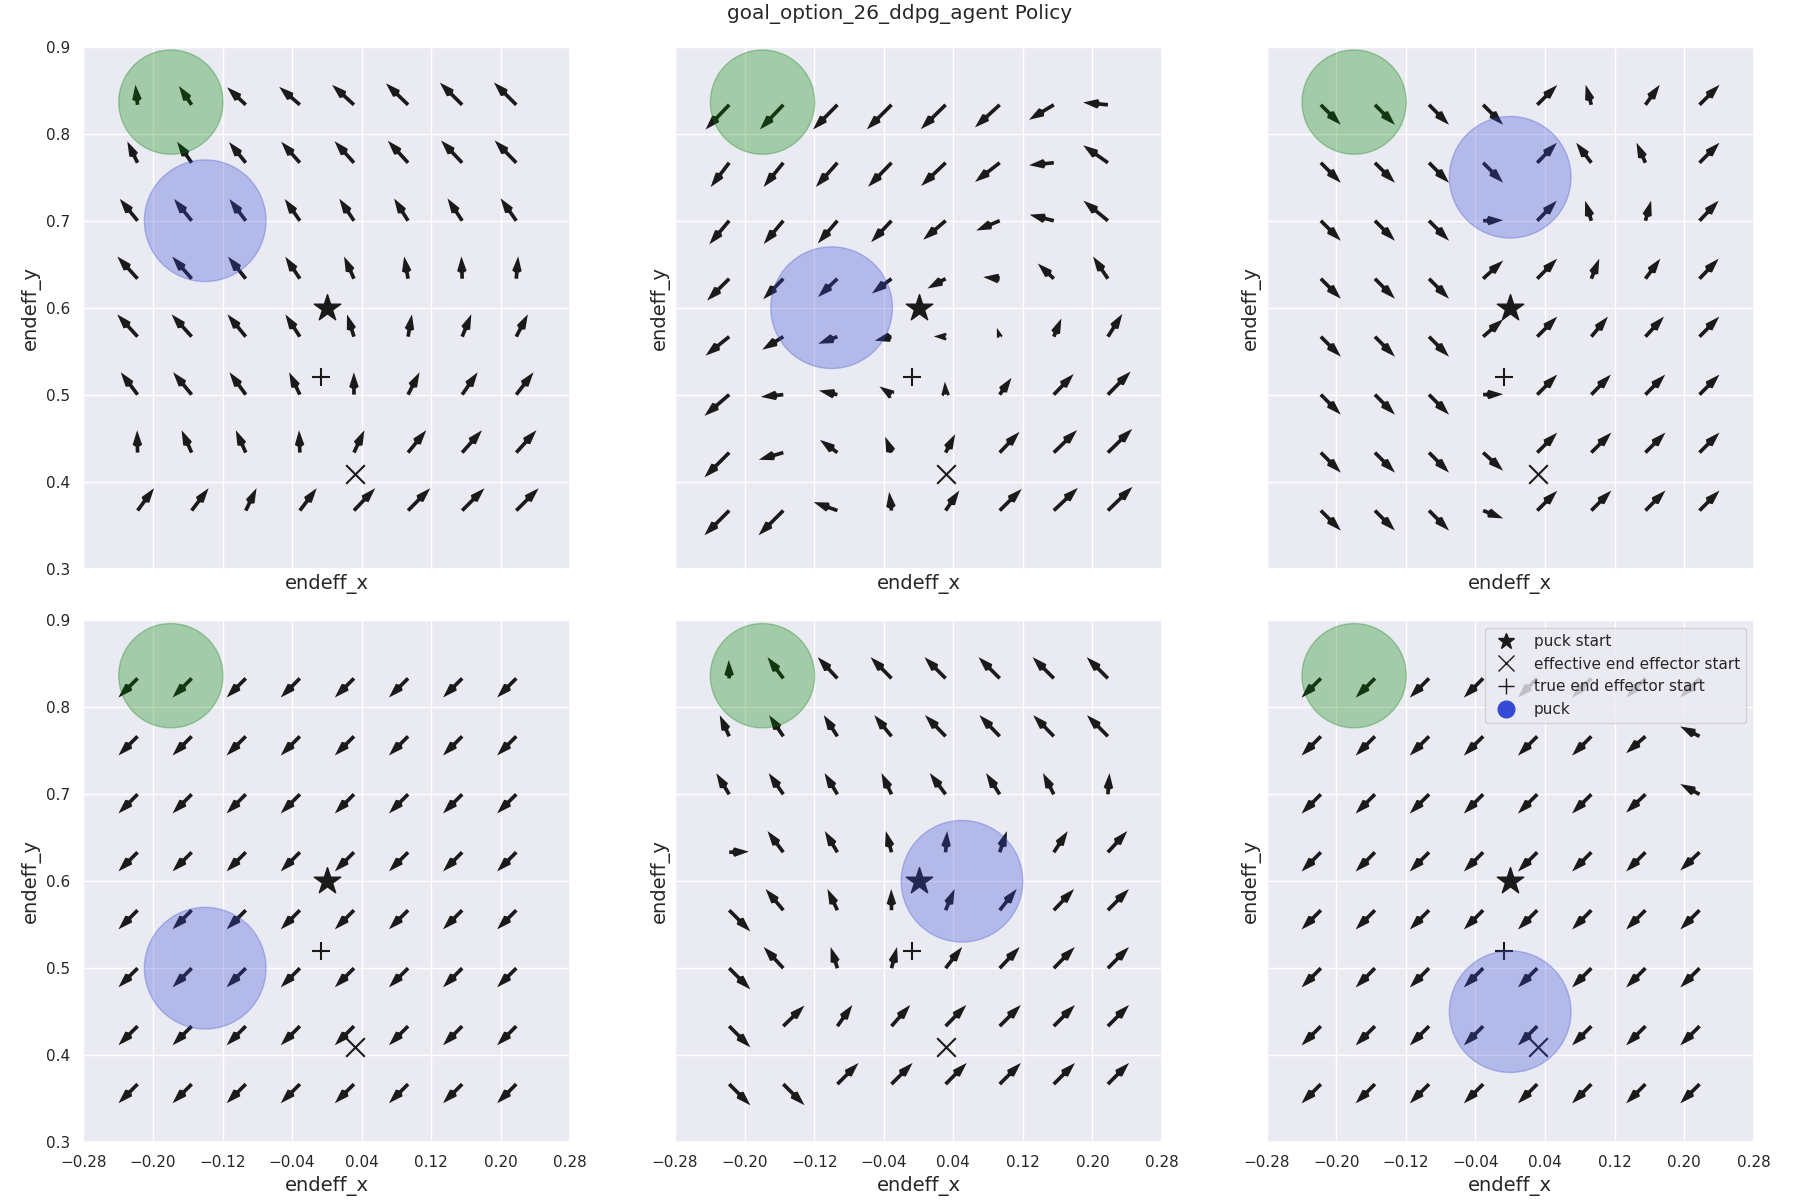 goal_option_26_ddpg_agent Policy
0.9
0.8
0.7
0.6
0.5
0.4
0.3
endeff_y
endeff_x
endeff_y
endeff_x
endeff_y
endeff_x
0.9
0.8
0.7
0.6
0.5
0.4
0.3
endeff_y
−0.28 −0.20 −0.12 −0.04 0.04 0.12 0.20 0.28
endeff_x
endeff_y
−0.28 −0.20 −0.12 −0.04 0.04 0.12 0.20 0.28
endeff_x
puck start
effective end effector start
true end effector start
puck
endeff_y
−0.28 −0.20 −0.12 −0.04 0.04 0.12 0.20 0.28
endeff_x